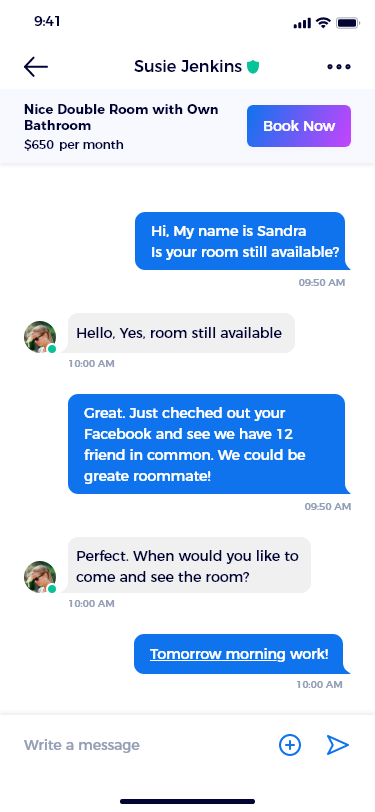 9:41
Susie Jenkins
Nice Double Room with Own
Bathroom
$650 per month
Book Now
Hi, My name is Sandra
Is your room still available?
09:50 AM
Hello, Yes, room still available
10:00 AM
Great. Just cheched out your
Facebook and see we have 12
friend in common. We could be
greate roommate!
09:50 AM
Perfect. When would you like to
come and see the room?
10:00 AM
Tomorrow morning work!
10:00 AM
Write a message